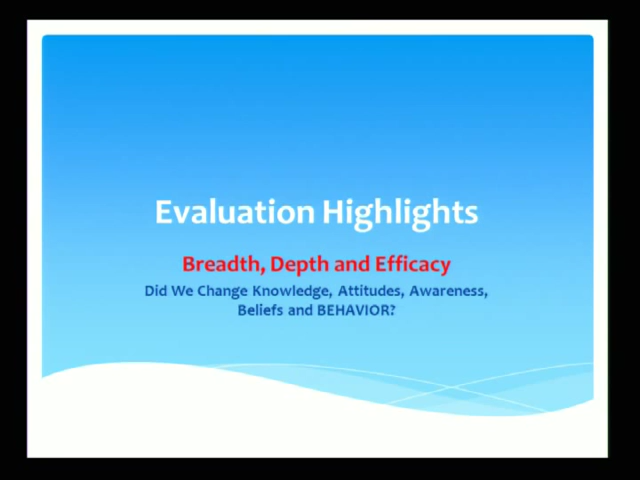 Evaluation Highlights
Breadth, Depth and Efficacy
Did We Change Knowledge, Attitudes, Awareness,
Beliefs and BEHAVIOR?